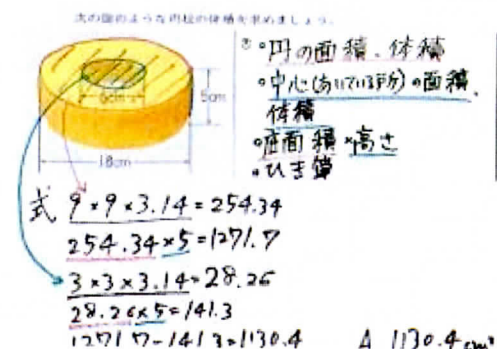 次の図のような円柱の体積を求めましょう。
6cm
5cm
18cm
②・円の面積、体積
・中心(あいている部分)の面積、
体積
・底面積×高さ
・ひき算
式 9×9×3.14=254.34
254.34×5=1271.7
3×3×3.14=28.26
28.26×5=141.3
1271.7-141.3=1130.4 A 1130.4cm³